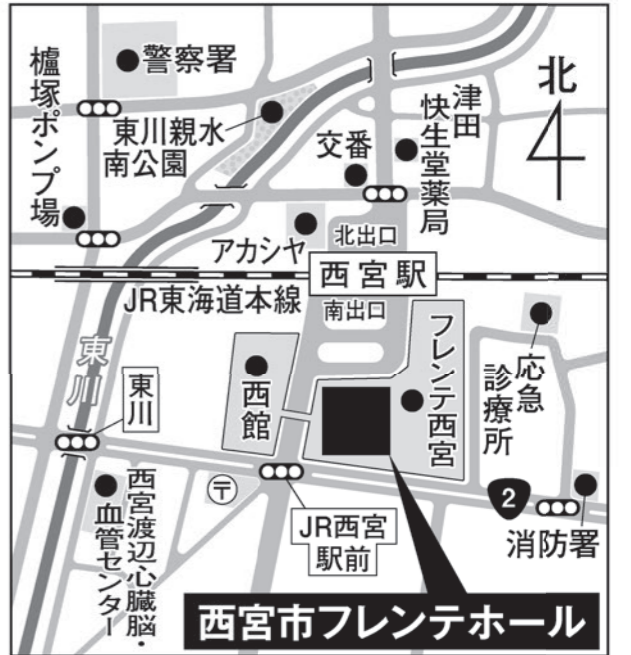 警察署
北
櫨塚ポンプ場
東川親水
南公園
交番
津田
快生堂薬局
アカシヤ
北出口
西宮駅
JR東海道本線
南出口
東川
東川
西館
フレンテ西宮
応急
診療所
〒
JR西宮
駅前
2
消防署
西宮渡辺心臓脳・
血管センター
西宮市フレンテホール